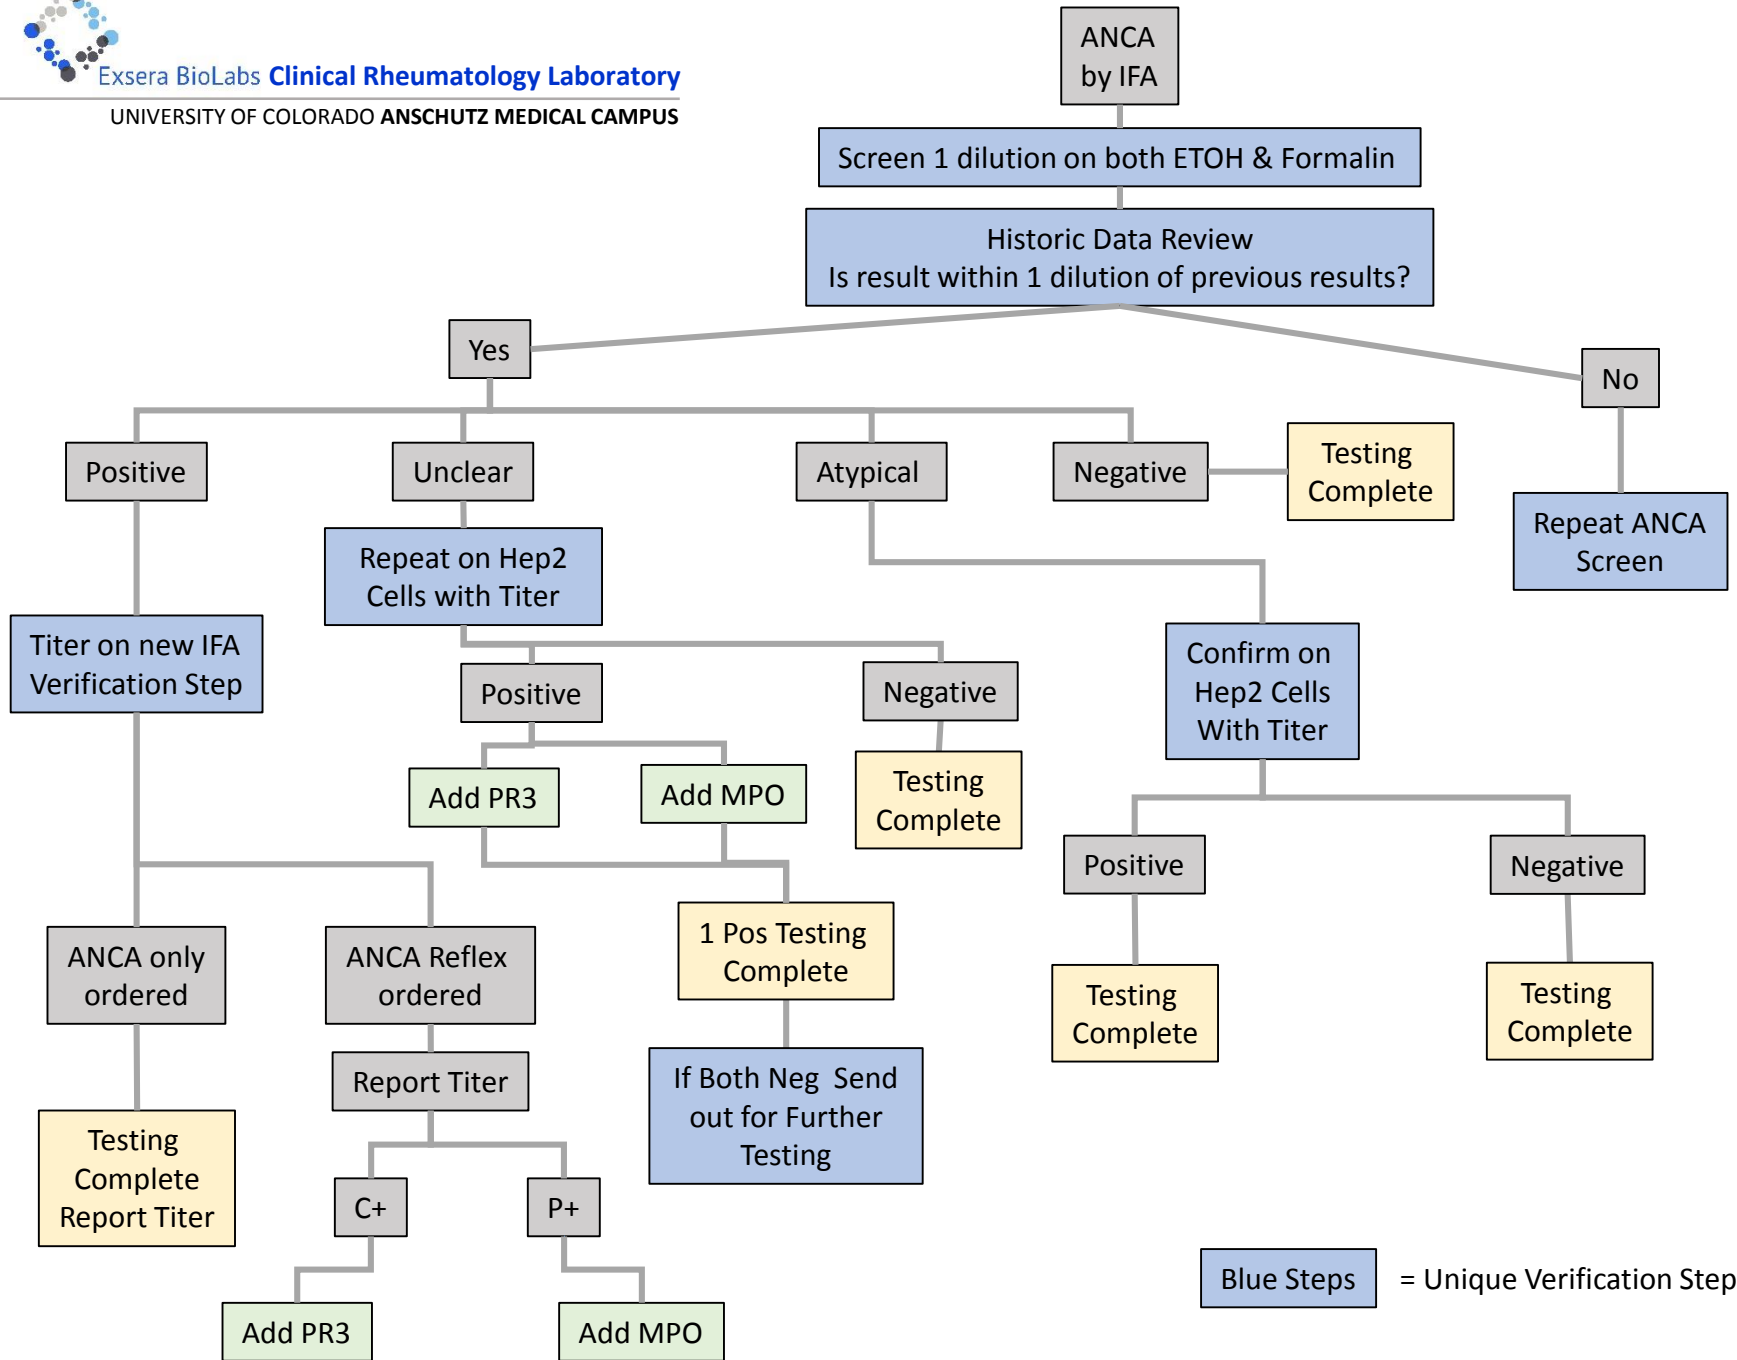 Exsera BioLabs Clinical Rheumatology Laboratory
UNIVERSITY OF COLORADO ANSCHUTZ MEDICAL CAMPUS
ANCA
by IFA
Screen 1 dilution on both ETOH & Formalin
Historic Data Review
Is result within 1 dilution of previous results?
Yes
No
Positive
Unclear
Atypical
Negative
Testing
Complete
Repeat ANCA
Screen
Repeat on Hep2
Cells with Titer
Titer on new IFA
Verification Step
Confirm on
Hep2 Cells
With Titer
Positive
Negative
Add PR3
Add MPO
Testing
Complete
Positive
Negative
ANCA only
ordered
ANCA Reflex
ordered
1 Pos Testing
Complete
Testing
Complete
Testing
Complete
Report Titer
If Both Neg Send
out for Further
Testing
Testing
Complete
Report Titer
C+
P+
Add PR3
Add MPO
Blue Steps
= Unique Verification Step